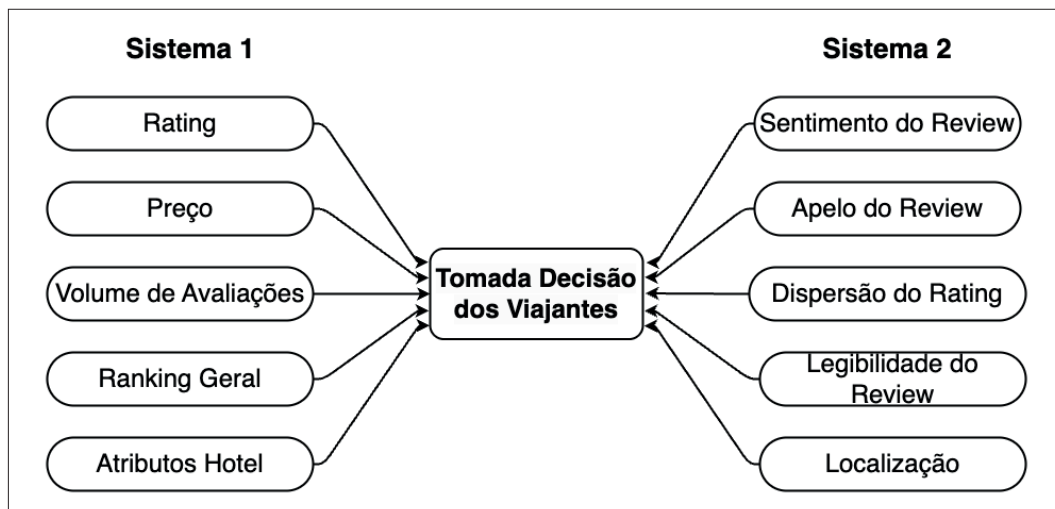 Sistema 1
Rating
Preço
Volume de Avaliações
Ranking Geral
Atributos Hotel
Tomada Decisão
dos Viajantes
Sistema 2
Sentimento do Review
Apelo do Review
Dispersão do Rating
Legibilidade do
Review
Localização